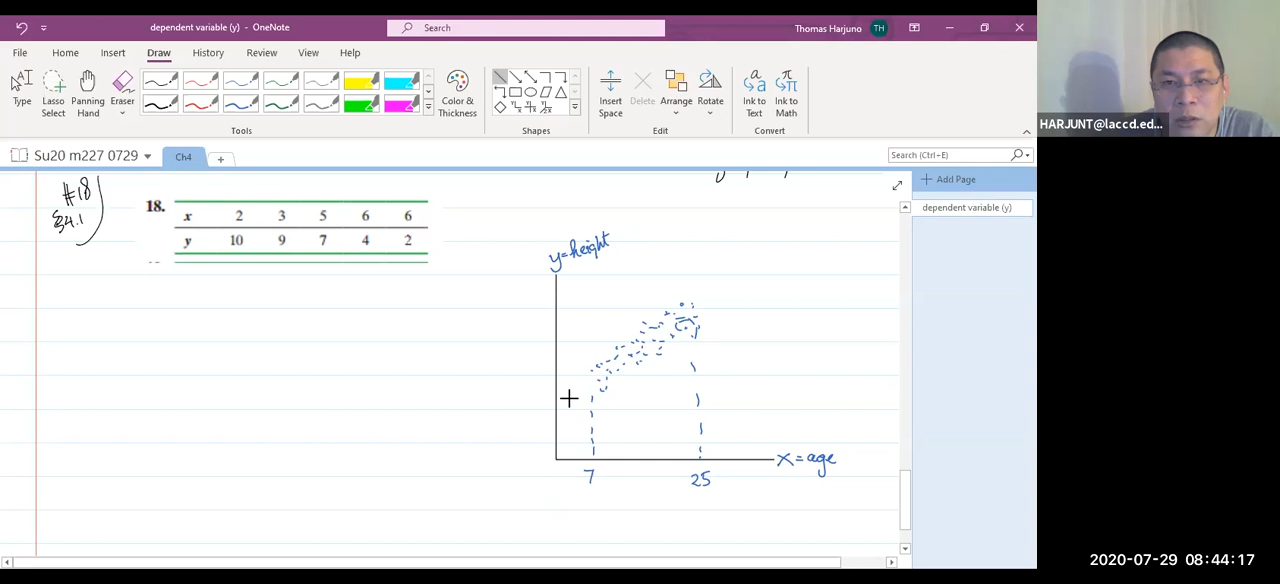 dependent variable (y) - OneNote
Search
Thomas Harjuno TH
File Home Insert Draw History Review View Help
Type
Lasso Select
Panning Hand
Eraser
Color & Thickness
Insert Space
Delete
Arrange
Rotate
Ink to Text
Ink to Math
Tools
Shapes
Edit
Convert
HARJUNT@laccd.ed...
Su20 m227 0729
Ch4
Search (Ctrl+E)
Add Page
dependent variable (y)
#18
§4.1
18.
x 2 3 5 6 6
y 10 9 7 4 2
y=height
x=age
7 25
2020-07-29 08:44:17